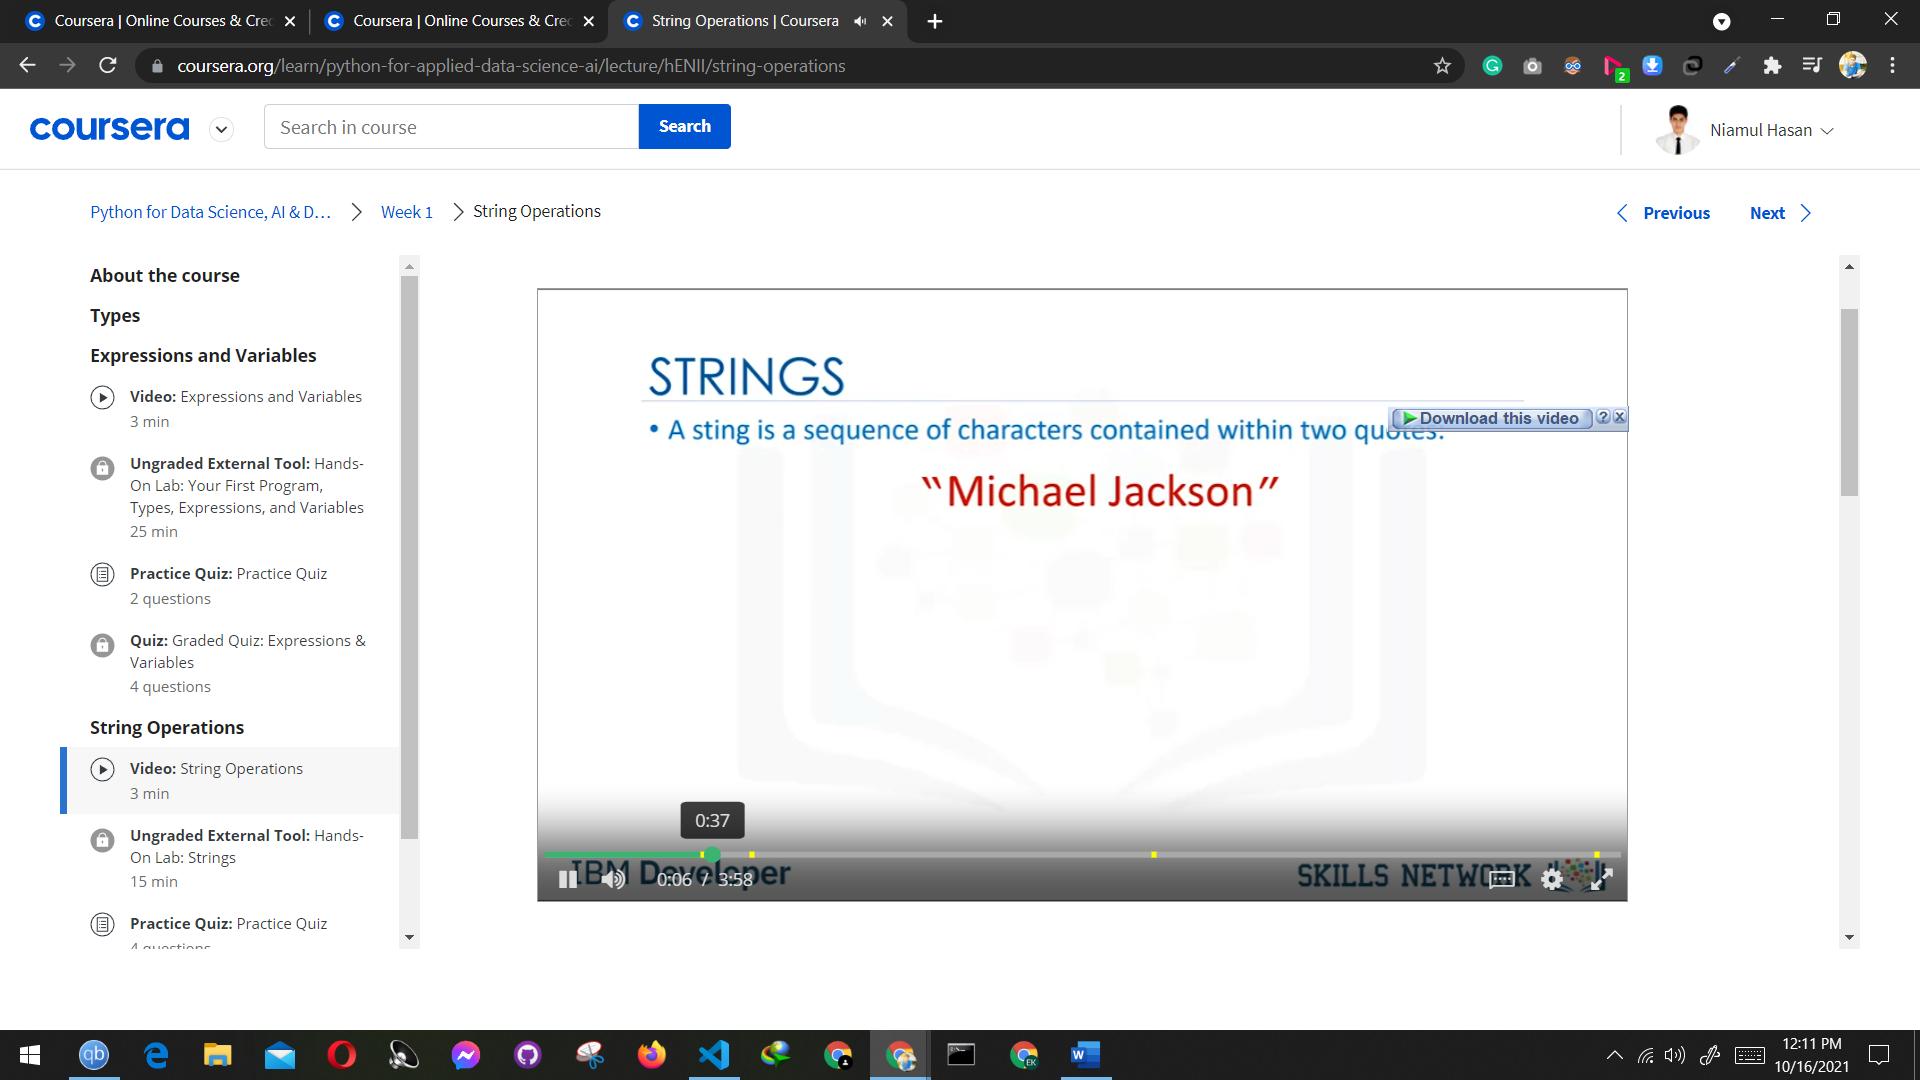 Coursera | Online Courses & Cre
Coursera | Online Courses & Cre
String Operations | Coursera
coursera.org/learn/python-for-applied-data-science-ai/lecture/hENII/string-operations
2
coursera
Search in course
Search
Niamul Hasan
Python for Data Science, AI & D...
Week 1
String Operations
Previous
Next
About the course
Types
Expressions and Variables
Video: Expressions and Variables
3 min
Ungraded External Tool: Hands-
On Lab: Your First Program,
Types, Expressions, and Variables
25 min
Practice Quiz: Practice Quiz
2 questions
Quiz: Graded Quiz: Expressions &
Variables
4 questions
String Operations
Video: String Operations
3 min
Ungraded External Tool: Hands-
On Lab: Strings
15 min
Practice Quiz: Practice Quiz
4 questions
STRINGS
• A sting is a sequence of characters contained within two quotes.
Download this video
"Michael Jackson"
0:37
IBM Developer
SKILLS NETWORK
0:06 / 3:58
12:11 PM
10/16/2021